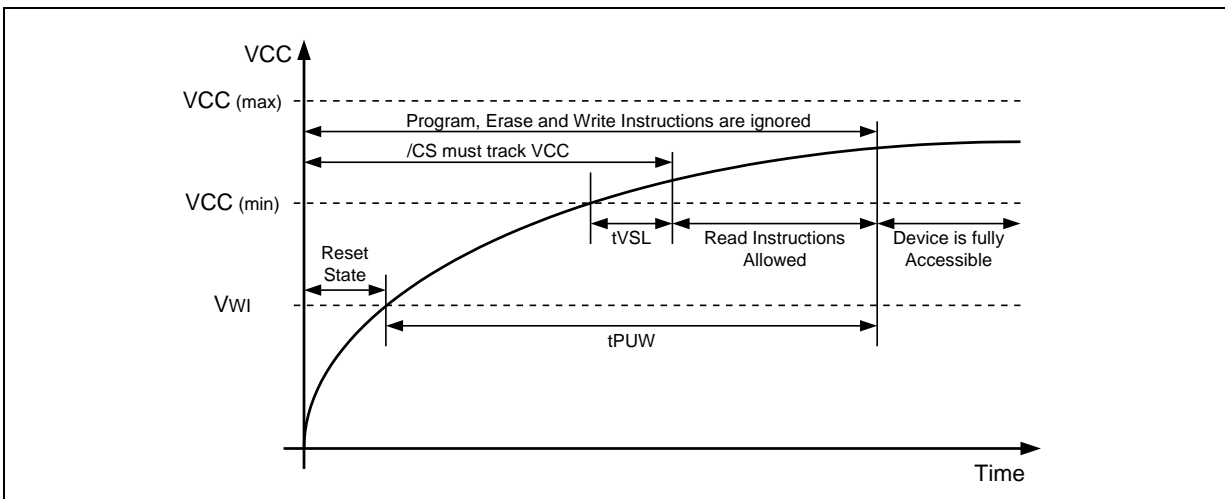 VCC
VCC (max)
Program, Erase and Write Instructions are ignored
/CS must track VCC
VCC (min)
tVSL
Read Instructions
Allowed
Device is fully
Accessible
Reset
State
VWI
tPUW
Time